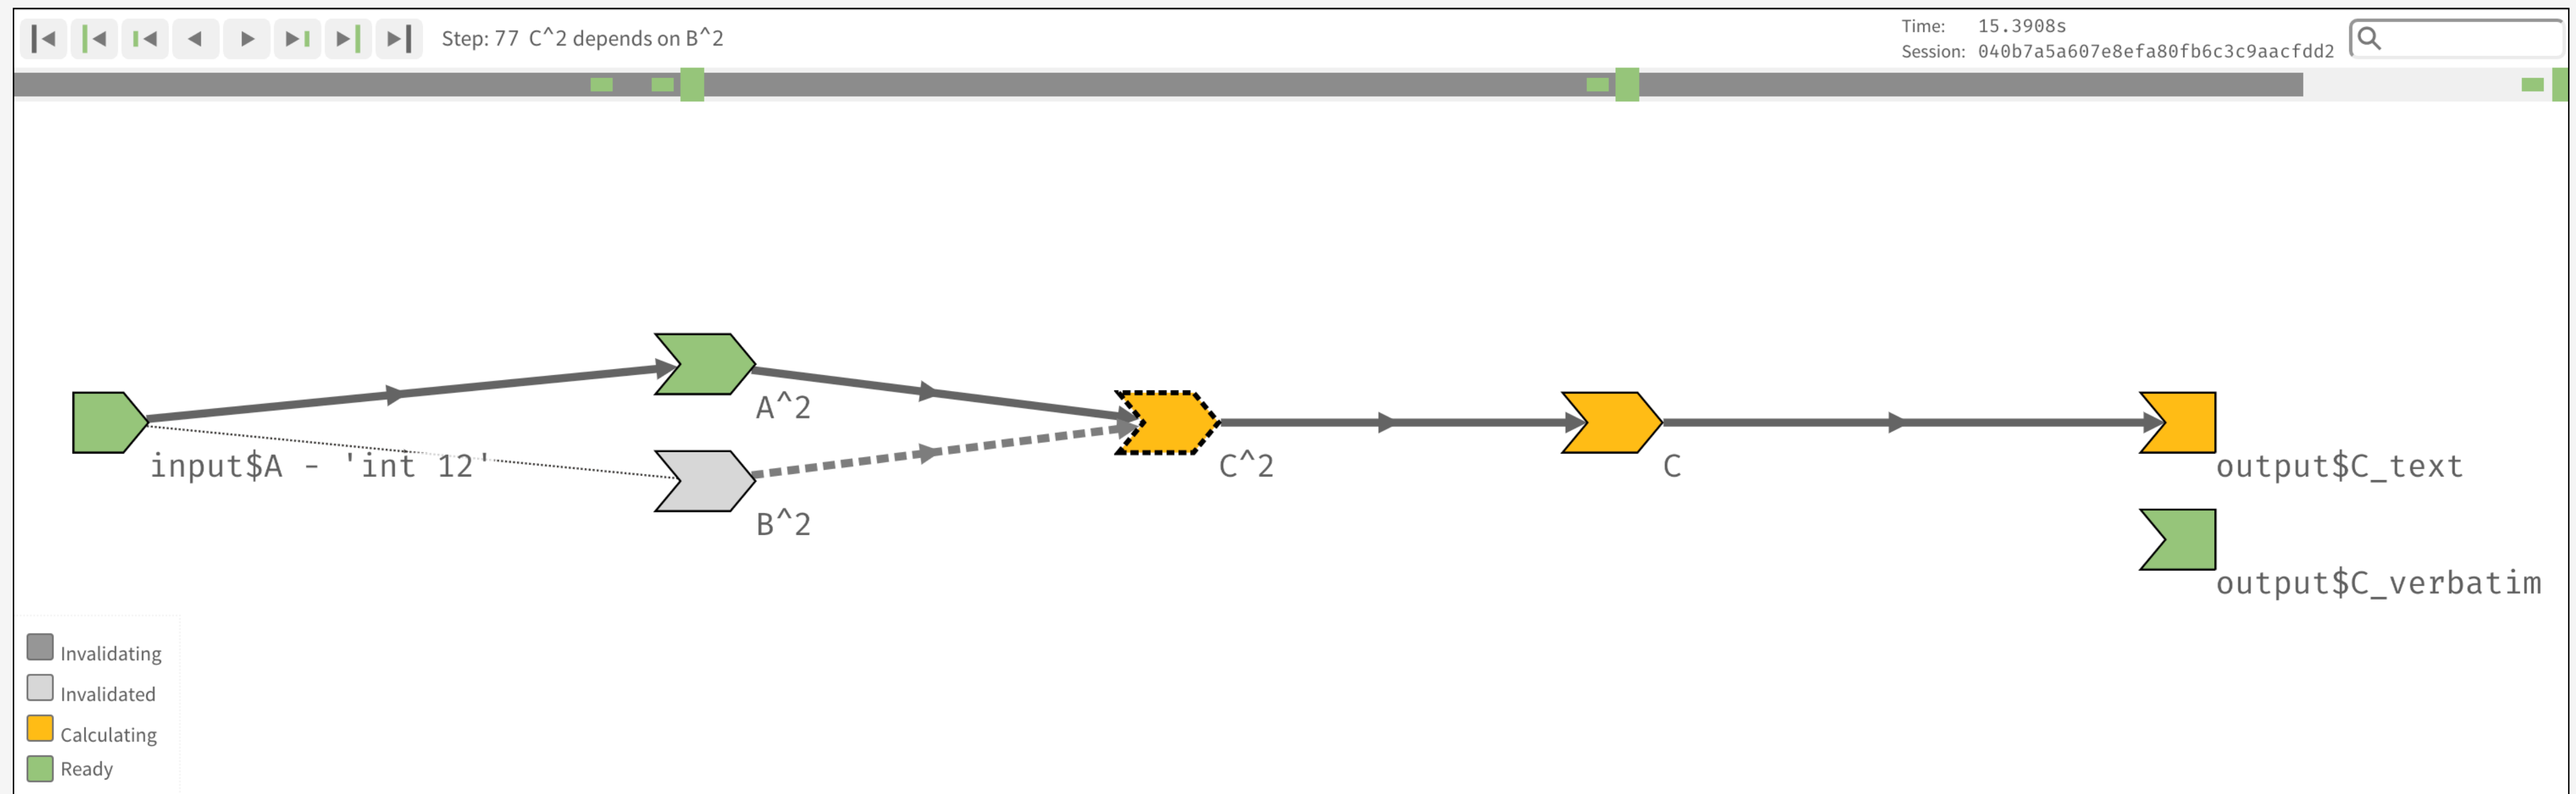 Step: 77 C^2 depends on B^2
Time: 15.3908s
Session: 040b7a5a607e8efa80fb6c3c9aacfdd2
A^2
input$A - 'int 12'
C^2
C
output$C_text
B^2
output$C_verbatim
Invalidating
Invalidated
Calculating
Ready